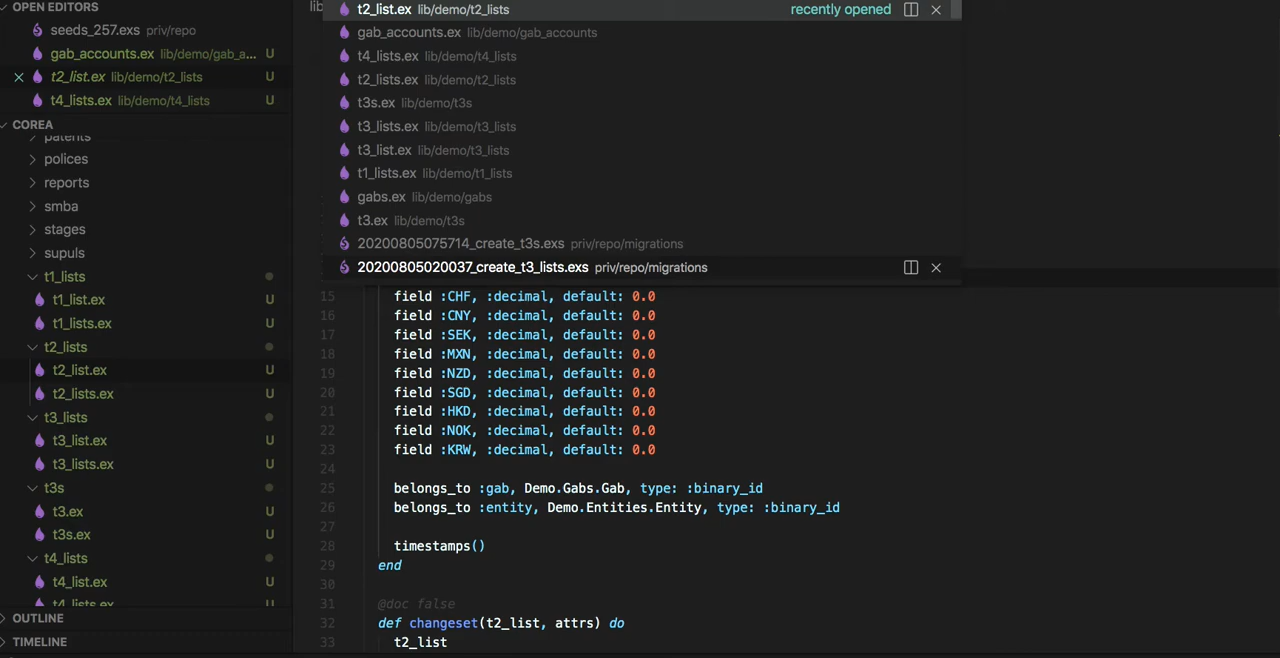 OPEN EDITORS
seeds_257.exs priv/repo
gab_accounts.ex lib/demo/gab_a... U
t2_list.ex lib/demo/t2_lists U
t4_lists.ex lib/demo/t4_lists U
COREA
patents
polices
reports
smba
stages
supuls
t1_lists
t1_list.ex U
t1_lists.ex U
t2_lists
t2_list.ex U
t2_lists.ex U
t3_lists
t3_list.ex U
t3_lists.ex U
t3s
t3.ex U
t3s.ex U
t4_lists
t4_list.ex U
t4_lists.ex U
OUTLINE
TIMELINE
lib
t2_list.ex lib/demo/t2_lists recently opened
gab_accounts.ex lib/demo/gab_accounts
t4_lists.ex lib/demo/t4_lists
t2_lists.ex lib/demo/t2_lists
t3s.ex lib/demo/t3s
t3_lists.ex lib/demo/t3_lists
t3_list.ex lib/demo/t3_lists
t1_lists.ex lib/demo/t1_lists
gabs.ex lib/demo/gabs
t3.ex lib/demo/t3s
20200805075714_create_t3s.exs priv/repo/migrations
20200805020037_create_t3_lists.exs priv/repo/migrations
15 field :CHF, :decimal, default: 0.0
16 field :CNY, :decimal, default: 0.0
17 field :SEK, :decimal, default: 0.0
18 field :MXN, :decimal, default: 0.0
19 field :NZD, :decimal, default: 0.0
20 field :SGD, :decimal, default: 0.0
21 field :HKD, :decimal, default: 0.0
22 field :NOK, :decimal, default: 0.0
23 field :KRW, :decimal, default: 0.0
24
25 belongs_to :gab, Demo.Gabs.Gab, type: :binary_id
26 belongs_to :entity, Demo.Entities.Entity, type: :binary_id
27
28 timestamps()
29 end
30
31 @doc false
32 def changeset(t2_list, attrs) do
33 t2_list